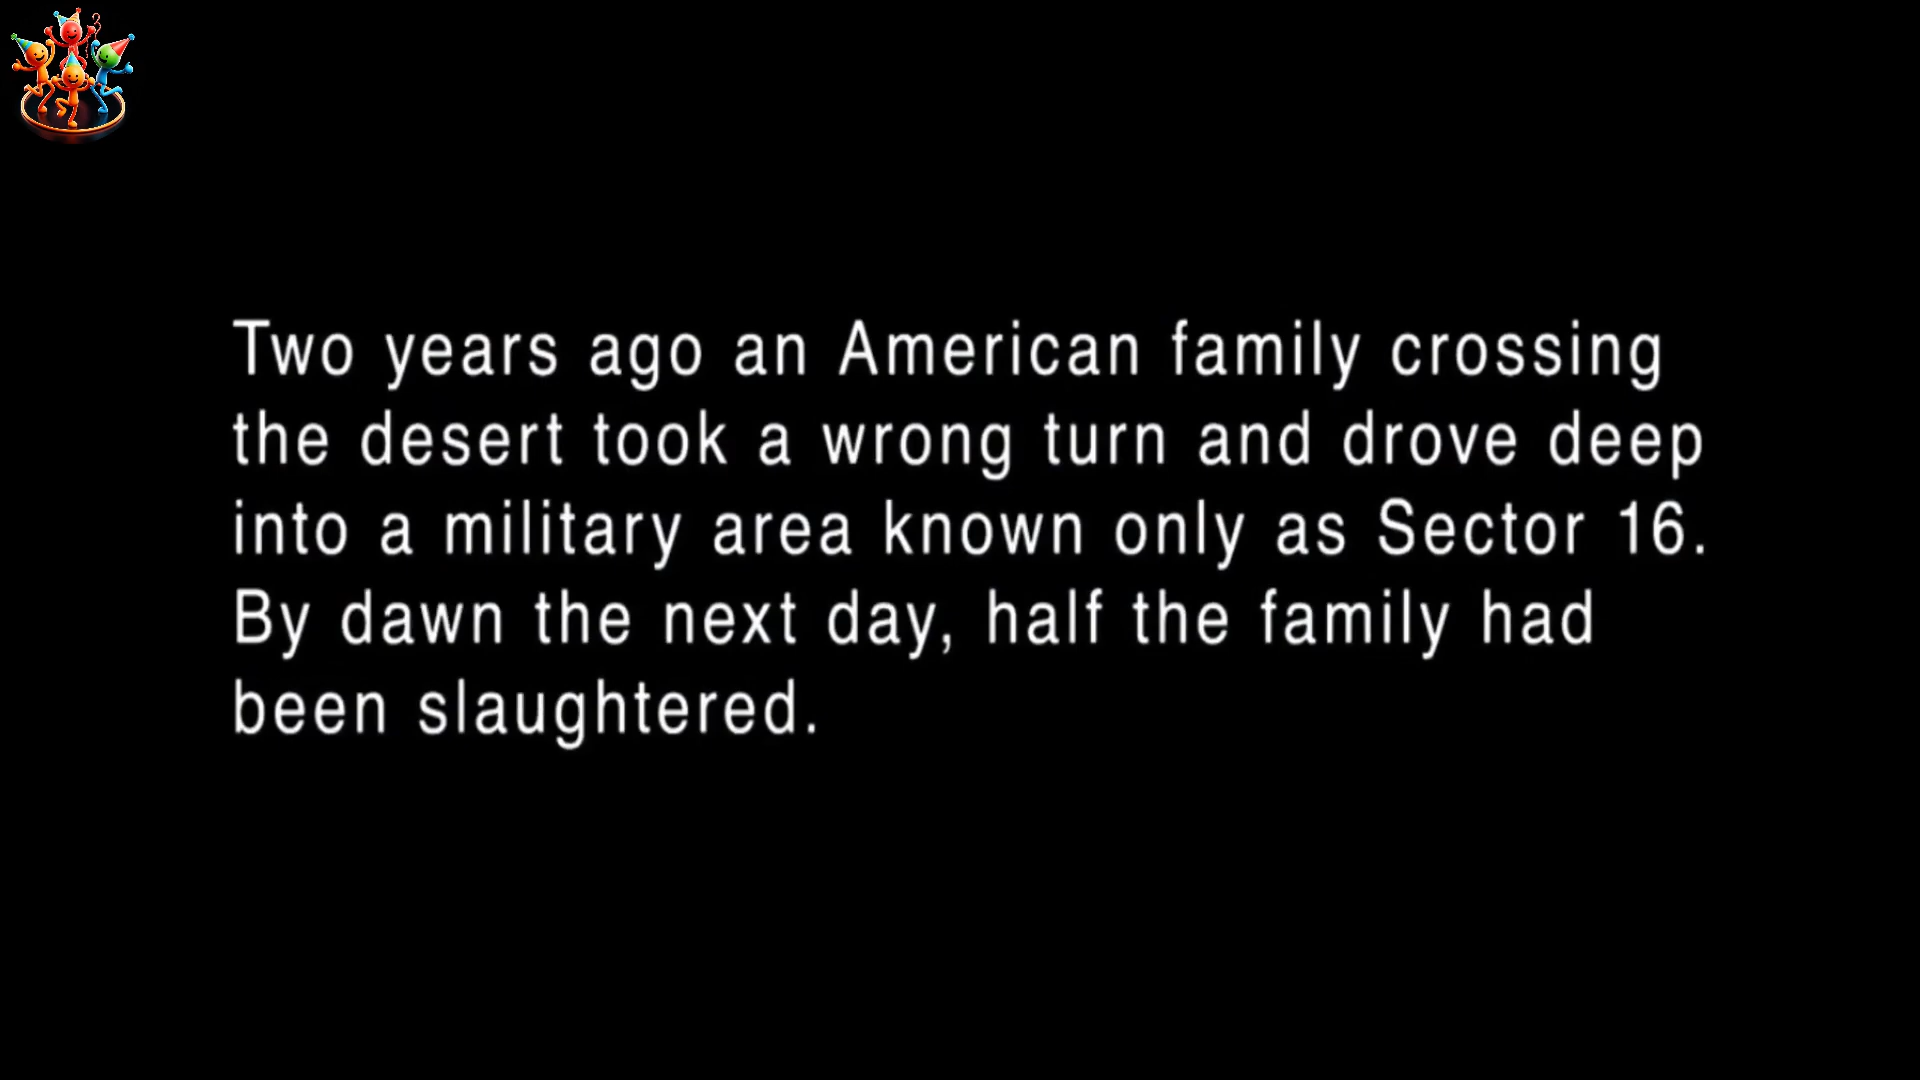 Two years ago an American family crossing
the desert took a wrong turn and drove deep
into a military area known only as Sector 16.
By dawn the next day, half the family had
been slaughtered.